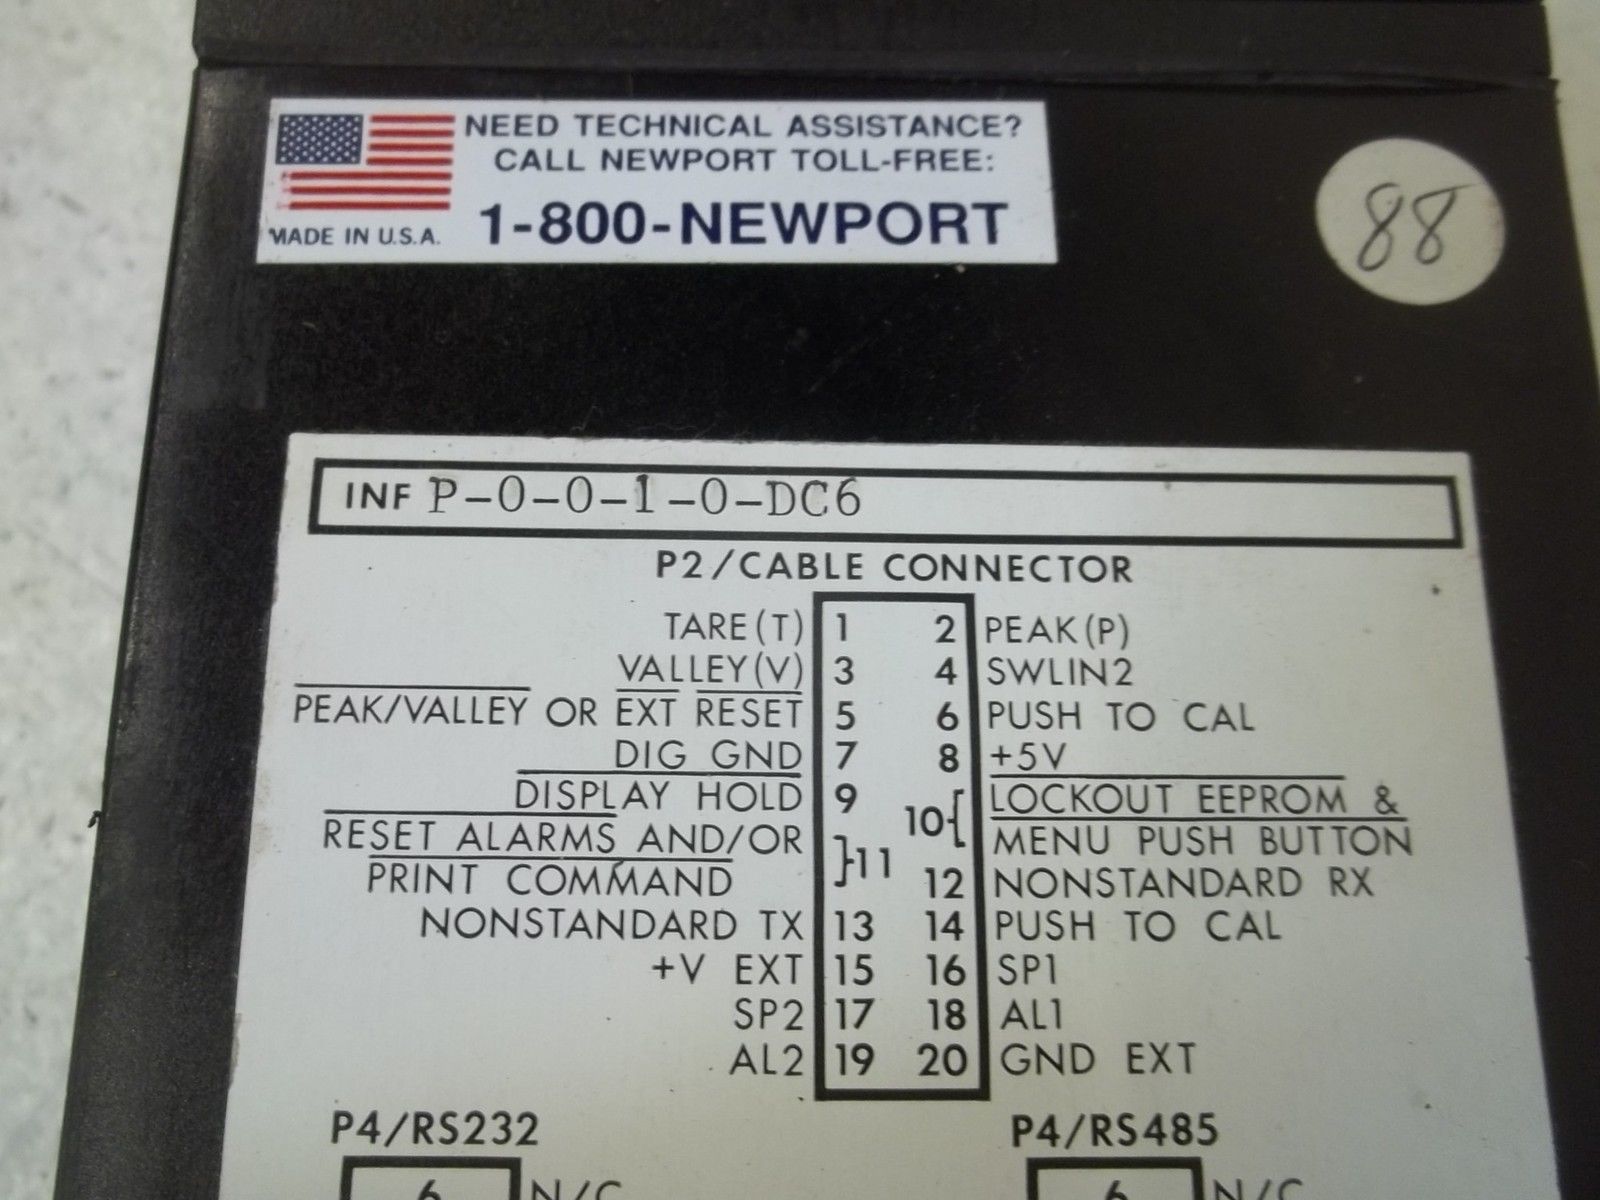 NEED TECHNICAL ASSISTANCE?
CALL NEWPORT TOLL-FREE:
1-800-NEWPORT
MADE IN U.S.A.
88
INF P-0-0-1-0-DC6
P2/CABLE CONNECTOR
TARE(T) 1 2 PEAK(P)
VALLEY(V) 3 4 SWLIN2
PEAK/VALLEY OR EXT RESET 5 6 PUSH TO CAL
DIG GND 7 8 +5V
DISPLAY HOLD 9 10{ LOCKOUT EEPROM &
MENU PUSH BUTTON
RESET ALARMS AND/OR }11
PRINT COMMAND
12 NONSTANDARD RX
NONSTANDARD TX 13 14 PUSH TO CAL
+V EXT 15 16 SP1
SP2 17 18 AL1
AL2 19 20 GND EXT
P4/RS232 P4/RS485
6 N/C 6 N/C